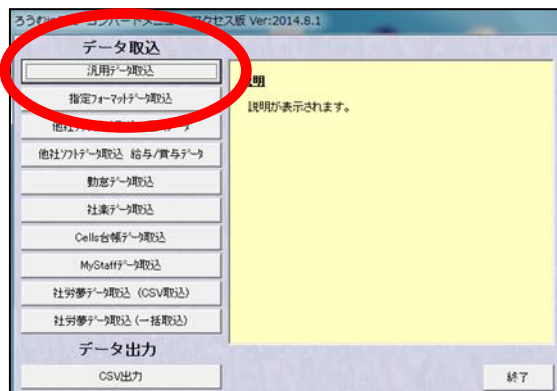 ろうむin コンバートメニュー アクセス版 Ver:2014.8.1
データ取込
汎用データ取込
指定フォーマットデータ取込
他社ソフトデータ取込 給与/賞与データ
勤怠データ取込
社楽データ取込
Cells台帳データ取込
MyStaffデータ取込
社労夢データ取込 (CSV取込)
社労夢データ取込 (一括取込)
データ出力
CSV出力
明
説明が表示されます。
終了